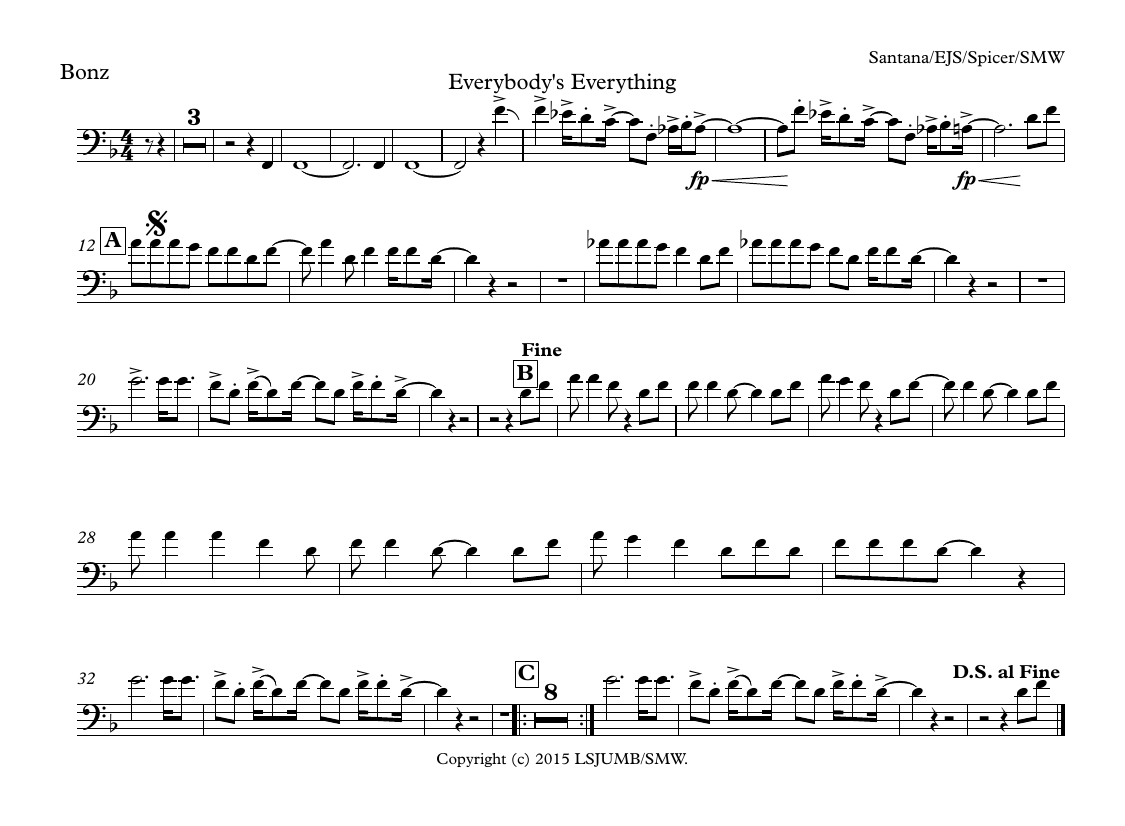 Santana/EJS/Spicer/SMW
Bonz
Everybody's Everything
3
4
4
fp
fp
12
A
Fine
20
B
28
32
C
8
D.S. al Fine
Copyright (c) 2015 LSJUMB/SMW.